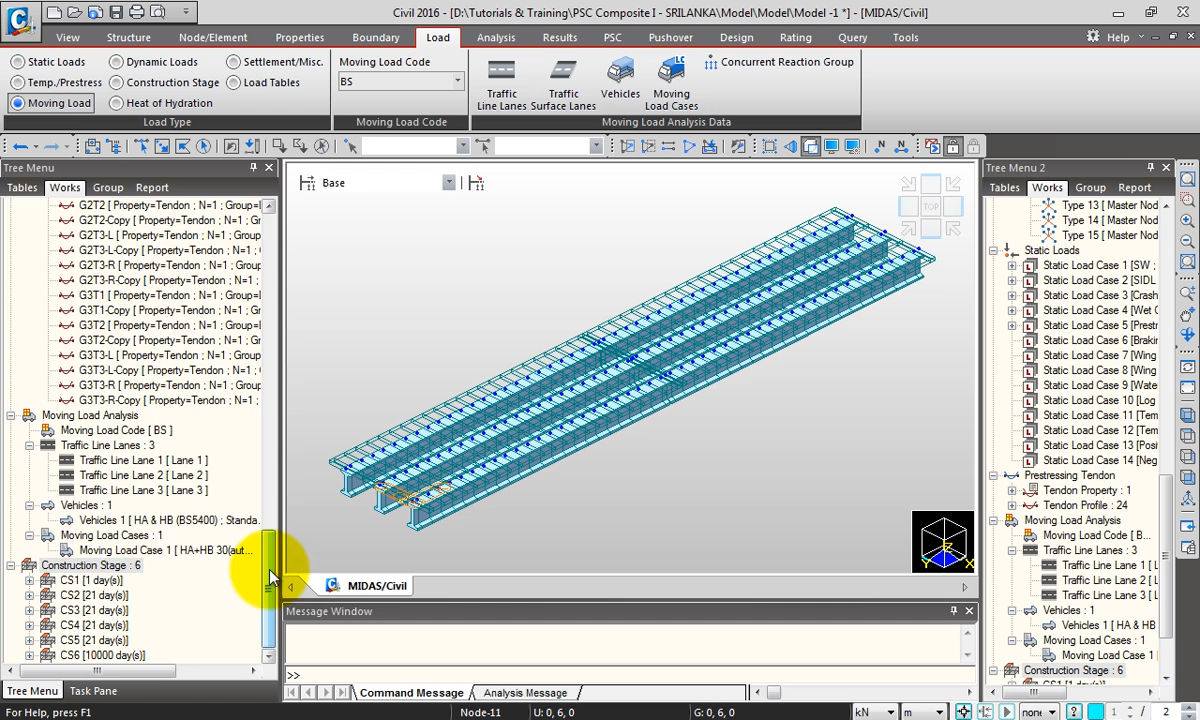 Civil 2016 - [D:\Tutorials & Training\PSC Composite I - SRILANKA\Model\Model\Model -1 *] - [MIDAS/Civil]
View Structure Node/Element Properties Boundary Load Analysis Results PSC Pushover Design Rating Query Tools Help
Static Loads Dynamic Loads Settlement/Misc. Moving Load Code Concurrent Reaction Group
Temp./Prestress Construction Stage Load Tables BS
Traffic Line Lanes Traffic Surface Lanes Vehicles Moving Load Cases
Moving Load Heat of Hydration
Load Type Moving Load Code Moving Load Analysis Data
Tree Menu
Tables Works Group Report
G2T2 [ Property=Tendon ; N=1 ; Group=
G2T2-Copy [ Property=Tendon ; N=1 ;
G2T3-L [ Property=Tendon ; N=1 ; Grou
G2T3-L-Copy [ Property=Tendon ; N=1
G2T3-R [ Property=Tendon ; N=1 ; Grou
G2T3-R-Copy [ Property=Tendon ; N=1
G3T1 [ Property=Tendon ; N=1 ; Group=
G3T1-Copy [ Property=Tendon ; N=1 ;
G3T2 [ Property=Tendon ; N=1 ; Group=
G3T2-Copy [ Property=Tendon ; N=1 ;
G3T3-L [ Property=Tendon ; N=1 ; Grou
G3T3-L-Copy [ Property=Tendon ; N=1
G3T3-R [ Property=Tendon ; N=1 ; Grou
G3T3-R-Copy [ Property=Tendon ; N=1
Moving Load Analysis
Moving Load Code [ BS ]
Traffic Line Lanes : 3
Traffic Line Lane 1 [ Lane 1 ]
Traffic Line Lane 2 [ Lane 2 ]
Traffic Line Lane 3 [ Lane 3 ]
Vehicles : 1
Vehicles 1 [ HA & HB (BS5400) ; Standa.
Moving Load Cases : 1
Moving Load Case 1 [ HA+HB 30(aut...
Construction Stage : 6
CS1 [1 day(s)]
CS2 [21 day(s)]
CS3 [21 day(s)]
CS4 [21 day(s)]
CS5 [21 day(s)]
CS6 [10000 day(s)]
Tree Menu Task Pane
Base
TOP
Z
Y X
MIDAS/Civil
Message Window
>>
Command Message Analysis Message
Tree Menu 2
Tables Works Group Report
Type 13 [ Master Nod
Type 14 [ Master Nod
Type 15 [ Master Nod
Static Loads
Static Load Case 1 [SW ;
Static Load Case 2 [SIDL
Static Load Case 3 [Crash
Static Load Case 4 [Wet C
Static Load Case 5 [Prestr
Static Load Case 6 [Brakin
Static Load Case 7 [Wing
Static Load Case 8 [Wing
Static Load Case 9 [Water
Static Load Case 10 [Log
Static Load Case 11 [Tem
Static Load Case 12 [Tem
Static Load Case 13 [Posi
Static Load Case 14 [Neg
Prestressing Tendon
Tendon Property : 1
Tendon Profile : 24
Moving Load Analysis
Moving Load Code [ B...
Traffic Line Lanes : 3
Traffic Line Lane 1 [ L
Traffic Line Lane 2 [ L
Traffic Line Lane 3 [ L
Vehicles : 1
Vehicles 1 [ HA & HB
Moving Load Cases : 1
Moving Load Case 1 [
Construction Stage : 6
For Help, press F1 Node-11 U: 0, 6, 0 G: 0, 6, 0 kN m none 1 / 2